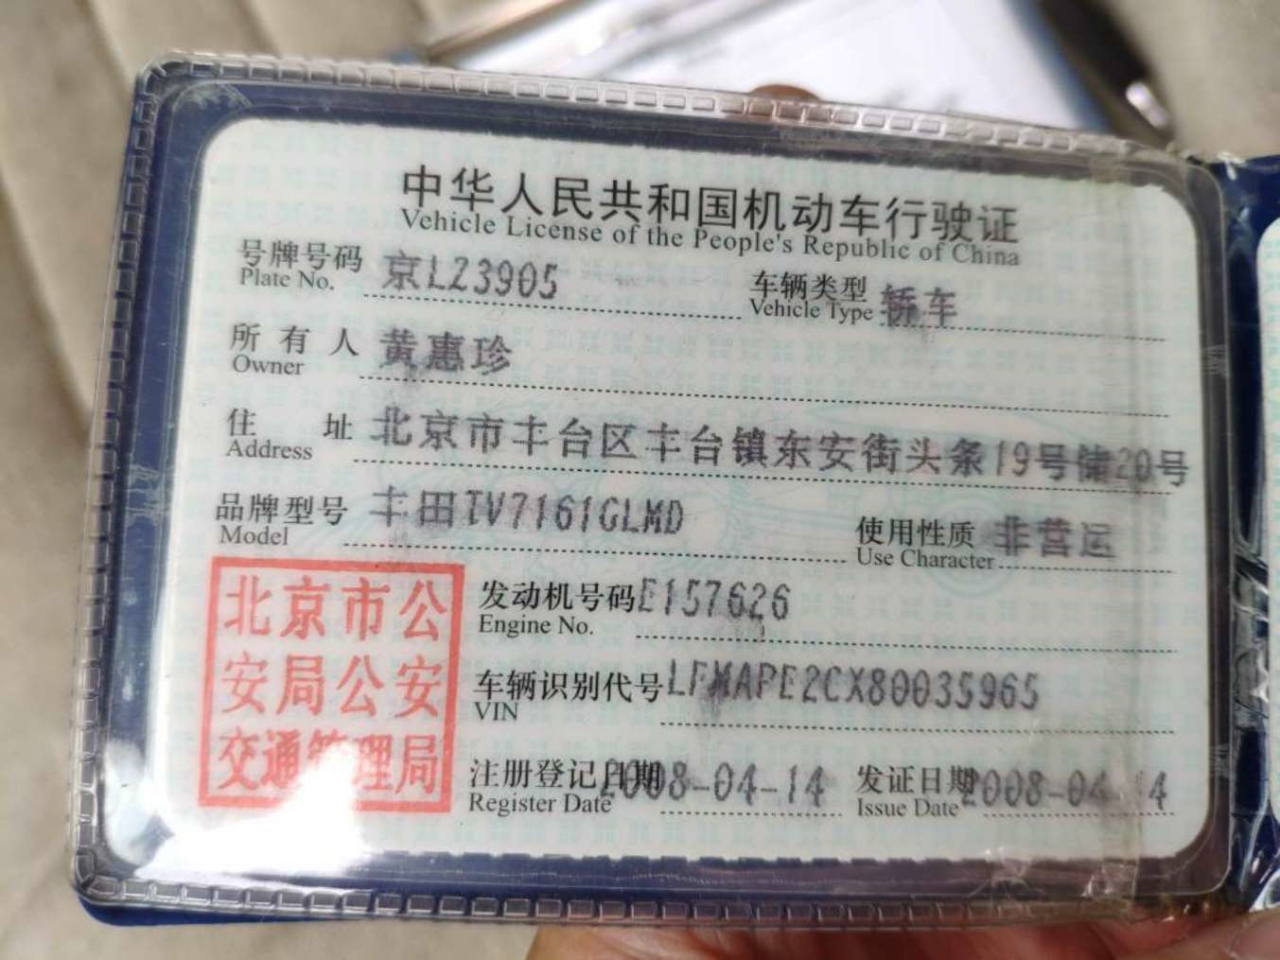 中华人民共和国机动车行驶证
Vehicle License of the People's Republic of China
号牌号码 京LZ3905 车辆类型 轿车
Plate No. Vehicle Type
所有人 黄惠珍
Owner
住址 北京市丰台区丰台镇东安街头条19号储20号
Address
品牌型号 丰田TV7161GLMD 使用性质 非营运
Model Use Character
北京市公
安局公安
交通管理局
发动机号码 E157626
Engine No.
车辆识别代号 LFMAPE2CX80035965
VIN
注册登记日期 2008-04-14 发证日期 2008-04-14
Register Date Issue Date